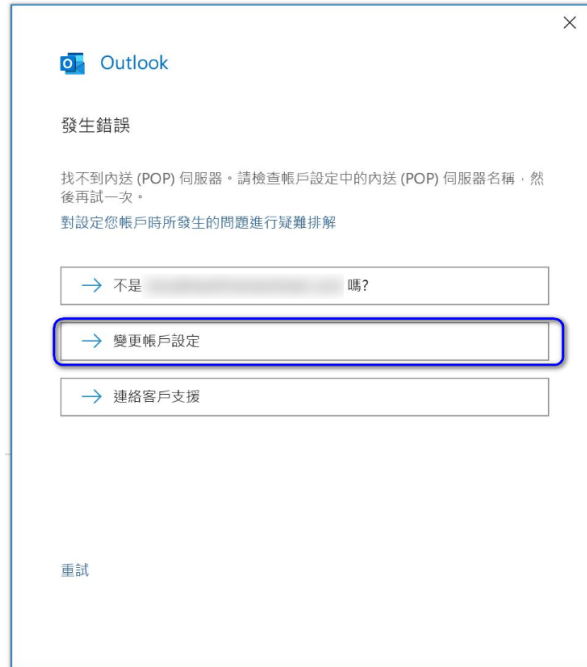 Outlook
發生錯誤
找不到內送 (POP) 伺服器。請檢查帳戶設定中的內送 (POP) 伺服器名稱，然
後再試一次。
對設定您帳戶時所發生的問題進行疑難排解
不是 嗎?
變更帳戶設定
連絡客戶支援
重試